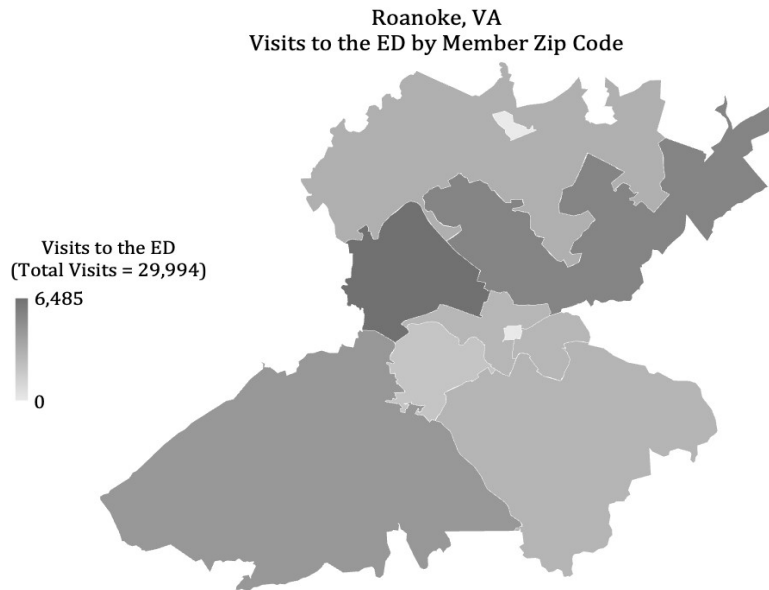 Roanoke, VA
Visits to the ED by Member Zip Code
Visits to the ED
(Total Visits = 29,994)
6,485
0